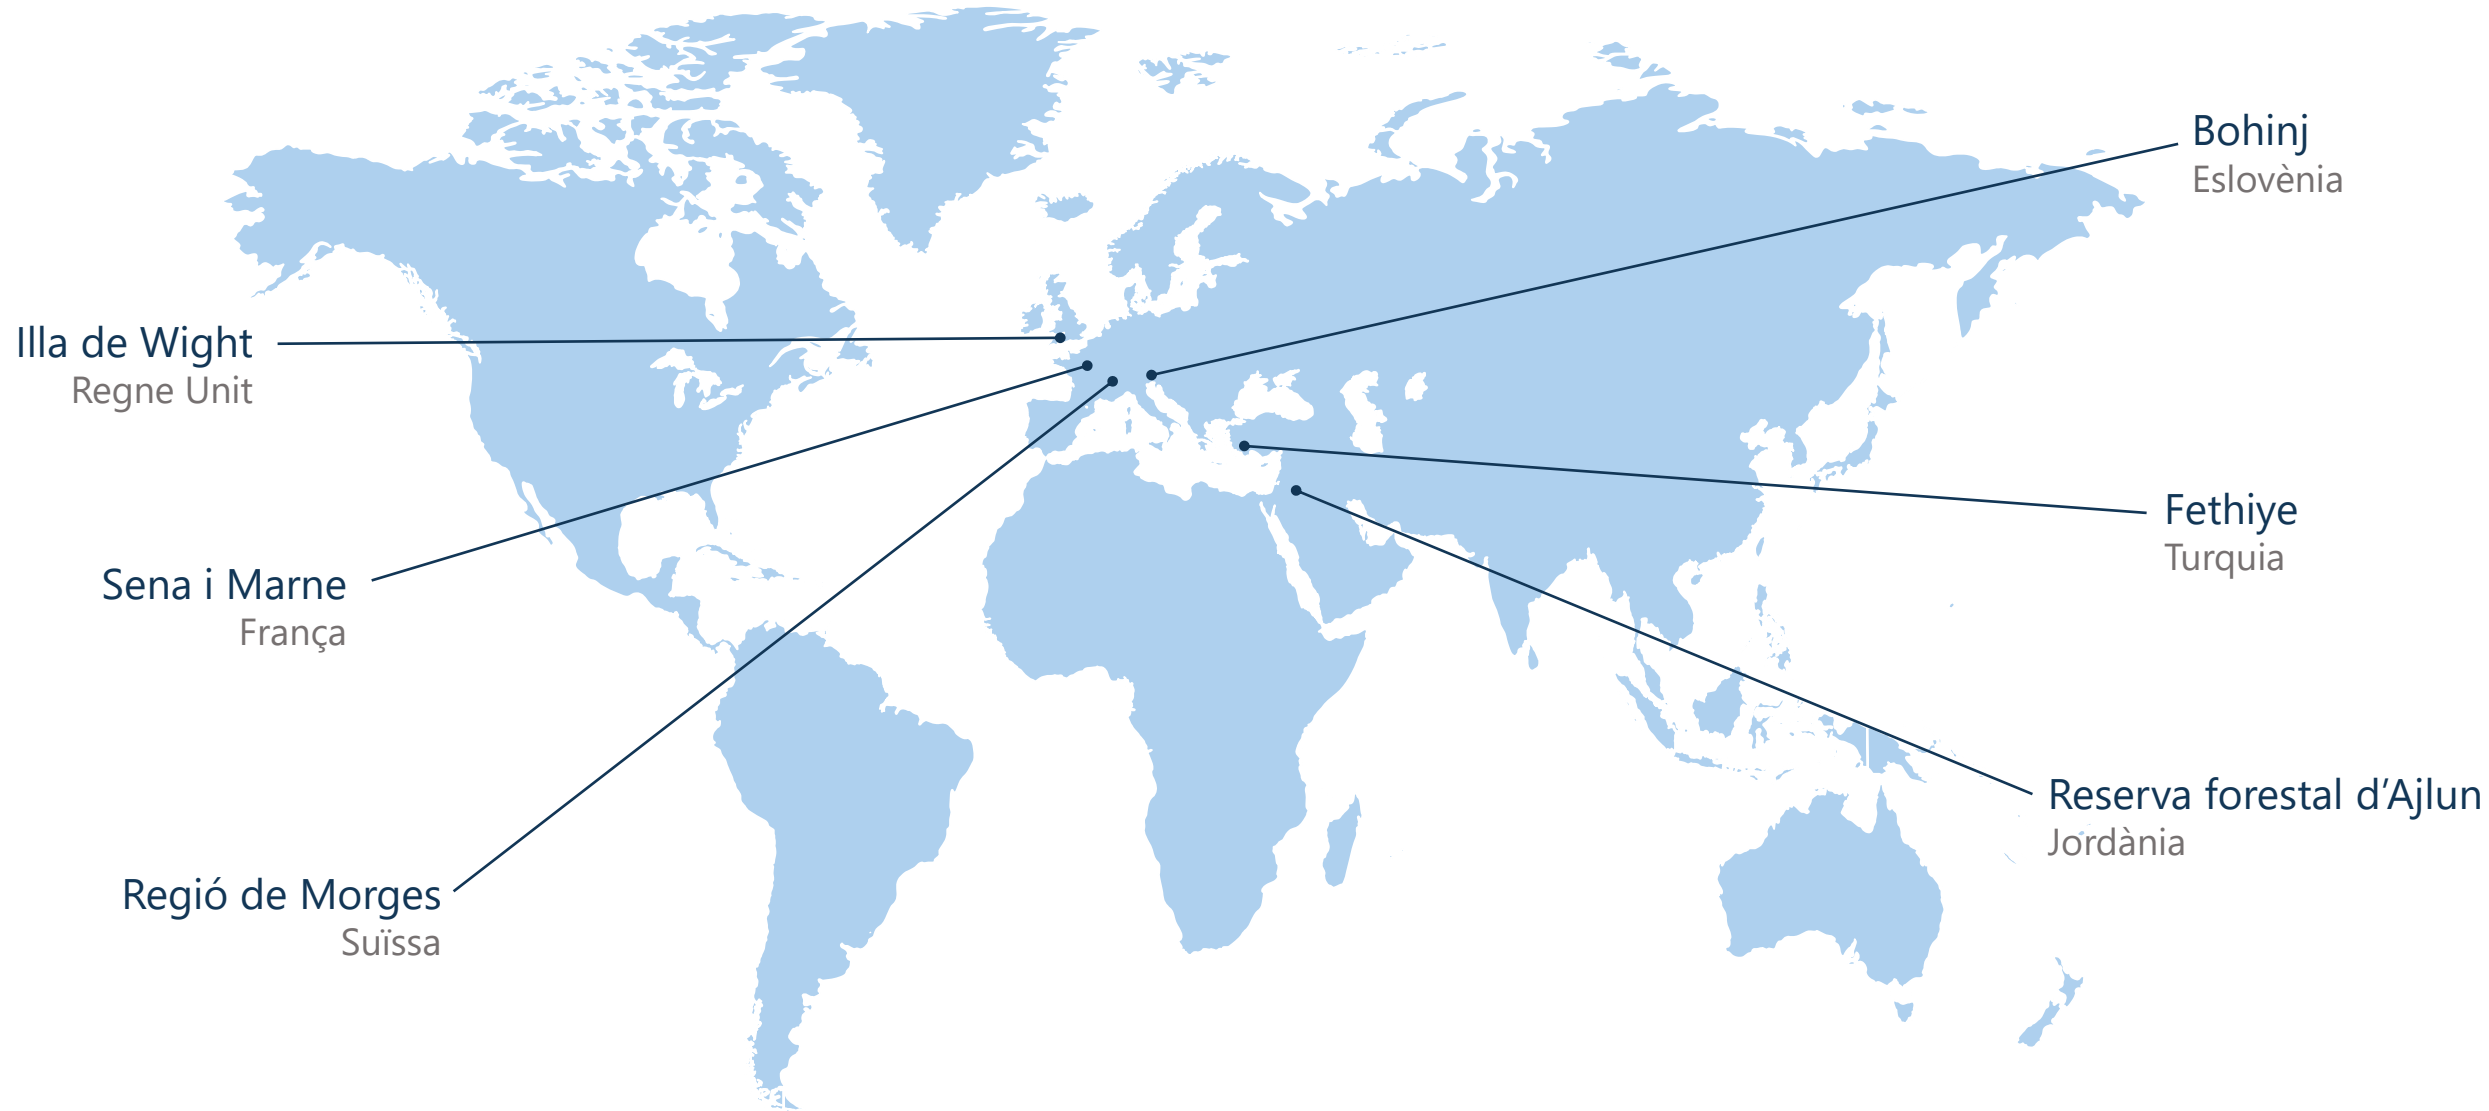 Bohinj
Eslovènia
Illa de Wight
Regne Unit
Fethiye
Turquia
Sena i Marne
França
Reserva forestal d’Ajlun
Jordània
Regió de Morges
Suïssa